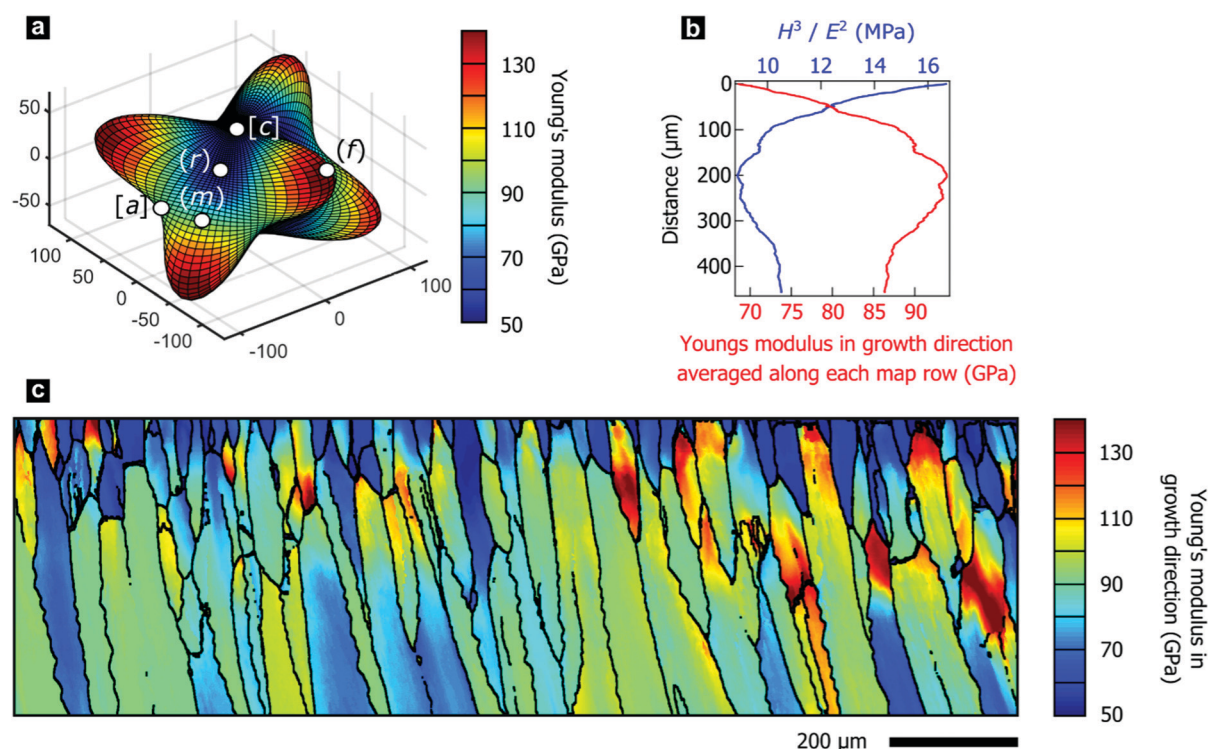 a
130
110
90
70
50
Young's modulus (GPa)
50
0
-50
100
50
0
-50
-100
-100
0
100
[c]
(r)
(f)
[a]
(m)
b
H³ / E² (MPa)
10 12 14 16
0
100
200
300
400
Distance (µm)
70 75 80 85 90
Youngs modulus in growth direction
averaged along each map row (GPa)
c
130
110
90
70
50
Young's modulus in
growth direction (GPa)
200 µm